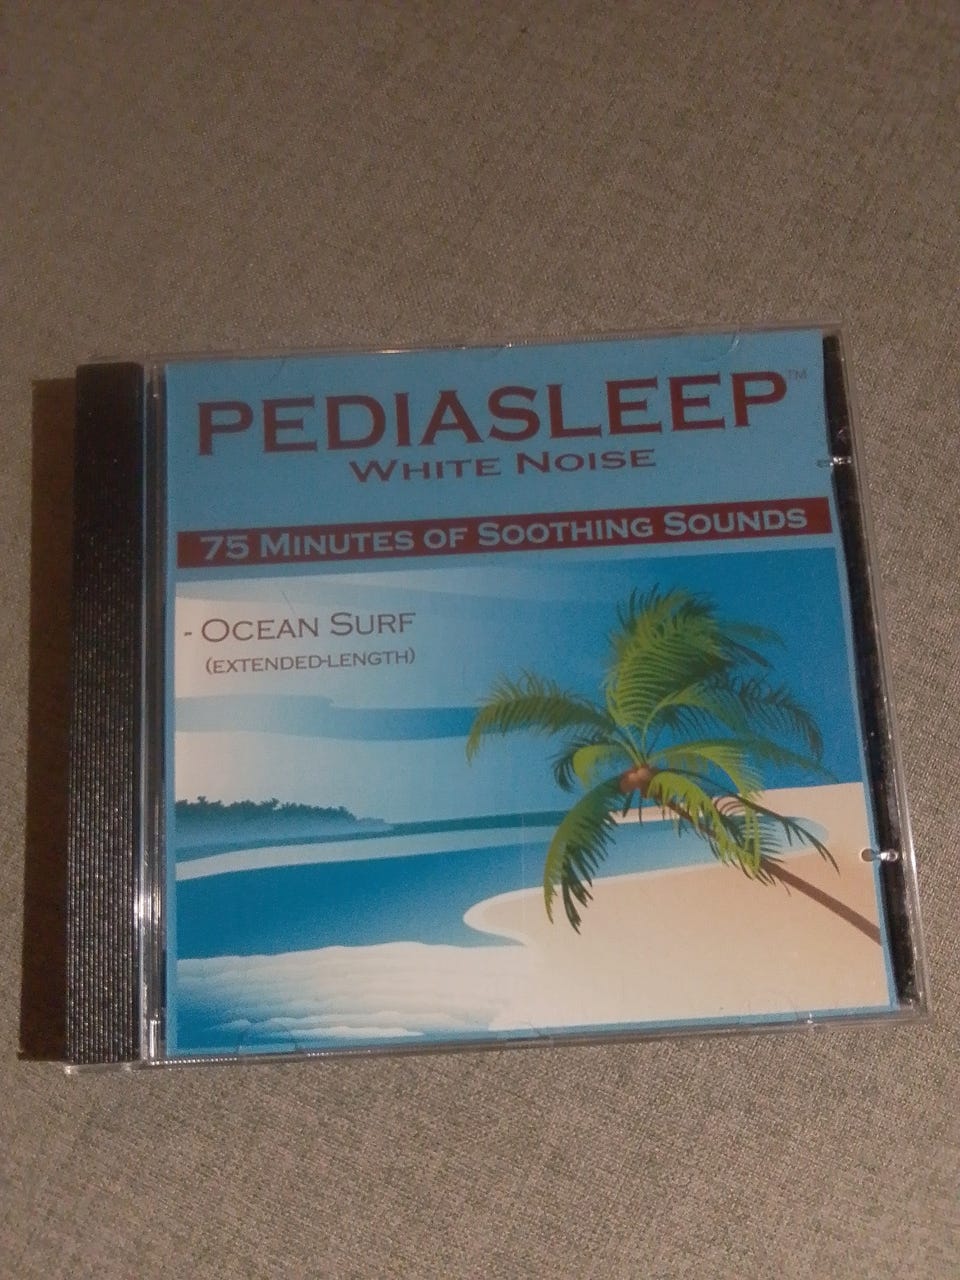 PEDIASLEEP™
WHITE NOISE
75 MINUTES OF SOOTHING SOUNDS
- OCEAN SURF
(EXTENDED-LENGTH)